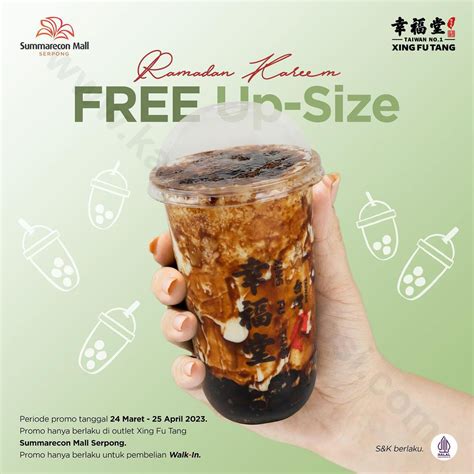 Summarecon Mall
SERPONG
幸福堂
TAIWAN NO.1
XING FU TANG
Ramadan Kareem
FREE Up-Size
幸福堂
Periode promo tanggal 24 Maret - 25 April 2023.
Promo hanya berlaku di outlet Xing Fu Tang
Summarecon Mall Serpong.
Promo hanya berlaku untuk pembelian Walk-In.
S&K berlaku.
HALAL